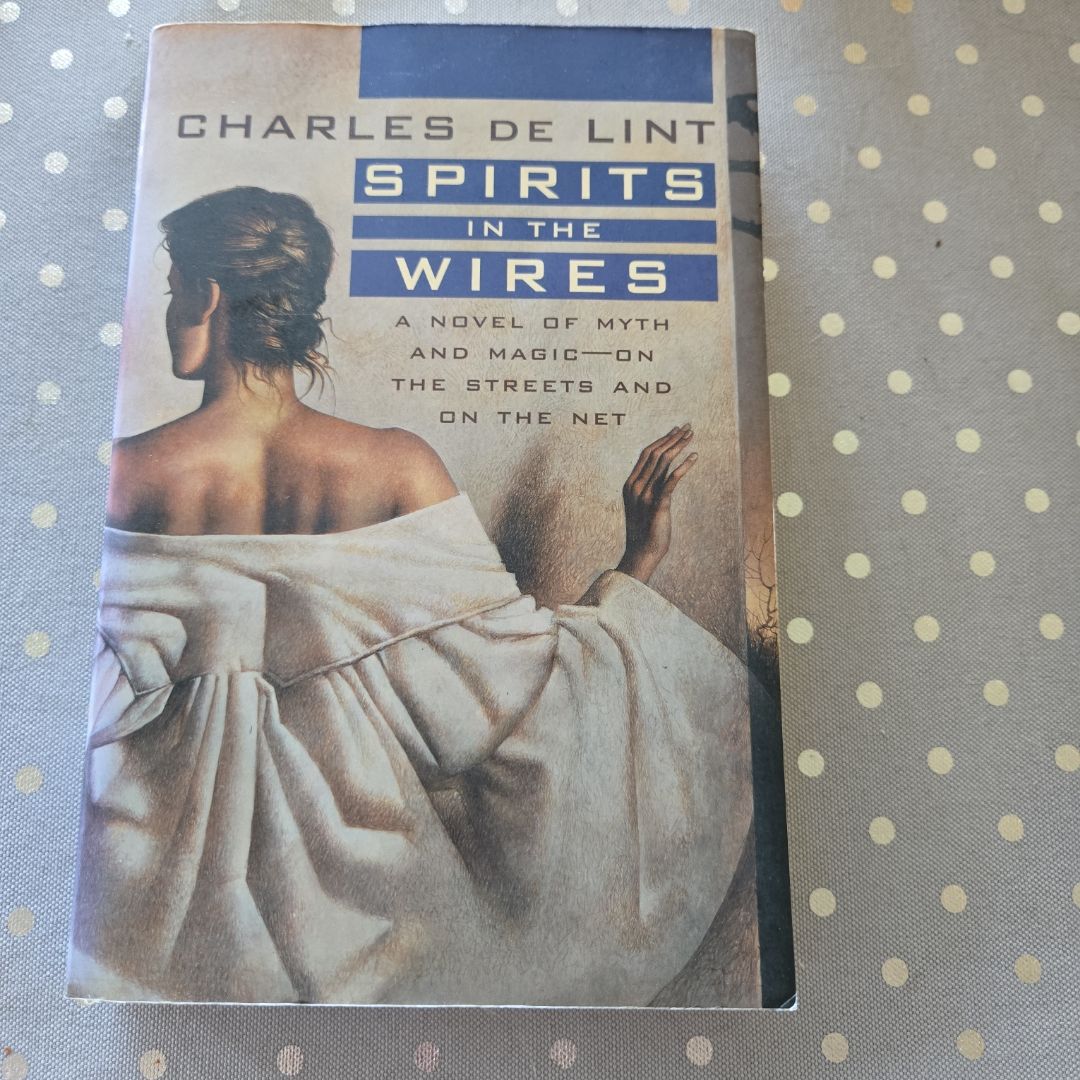 CHARLES DE LINT
SPIRITS
IN THE
WIRES
A NOVEL OF MYTH
AND MAGIC—ON
THE STREETS AND
ON THE NET